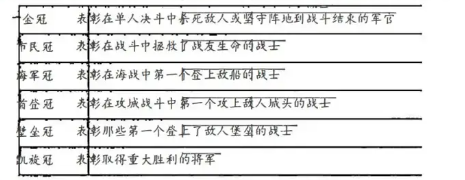 金冠 表彰在单人决斗中杀死敌人或坚守阵地到战斗结束的军官
市民冠 表彰在战斗中拯救了战友生命的战士
海军冠 表彰在海战中第一个登上敌船的战士
首登冠 表彰在攻城战斗中第一个攻上敌人城头的战士
壁垒冠 表彰那些第一个登上了敌人堡垒的战士
凯旋冠 表彰取得重大胜利的将军